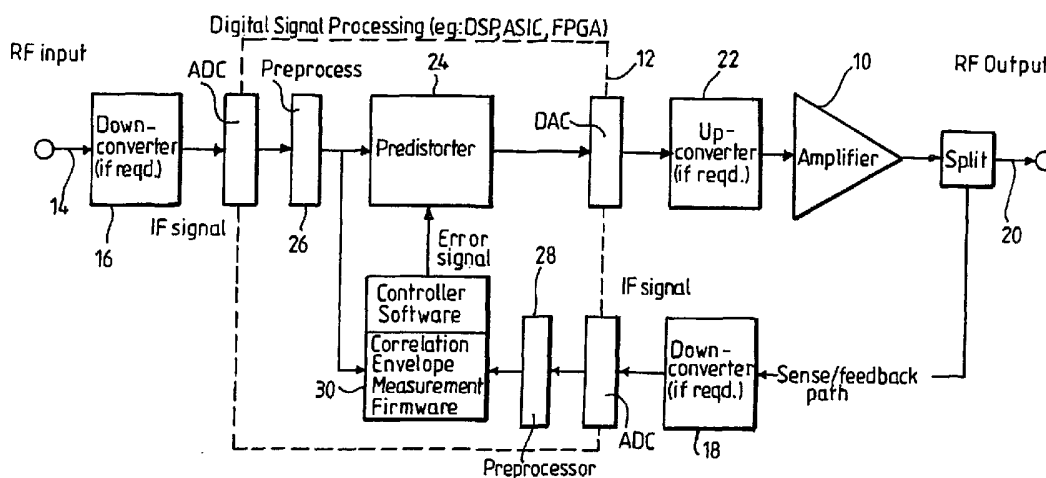 Digital Signal Processing (eg:DSP,ASIC,FPGA)
RF input
ADC
Preprocess
24
12
22
10
RF Output
Down-
converter
(if reqd.)
Predistorter
DAC
Up-
converter
(if reqd.)
Amplifier
Split
14
16
IF signal
26
Error
signal
28
IF signal
20
Controller
Software
Correlation
Envelope
Measurement
Firmware
30
Down-
converter
(if reqd.)
Sense/feedback
path
Preprocessor
ADC
18